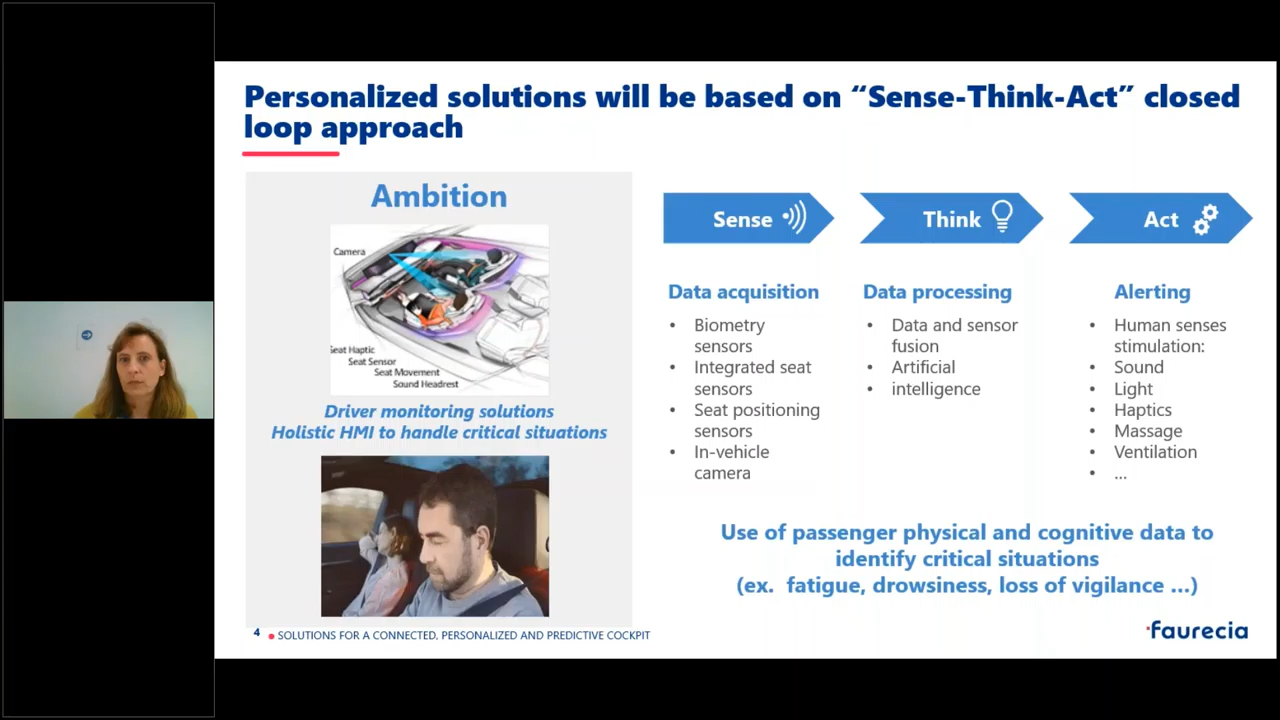 Personalized solutions will be based on “Sense-Think-Act” closed
loop approach
Ambition
Camera
Seat Haptic
Seat Sensor
Seat Movement
Sound Headrest
Driver monitoring solutions
Holistic HMI to handle critical situations
Sense
Think
Act
Data acquisition
• Biometry
sensors
• Integrated seat
sensors
• Seat positioning
sensors
• In-vehicle
camera
Data processing
• Data and sensor
fusion
• Artificial
• intelligence
Alerting
• Human senses
stimulation:
• Sound
• Light
• Haptics
• Massage
• Ventilation
• ...
Use of passenger physical and cognitive data to
identify critical situations
(ex. fatigue, drowsiness, loss of vigilance ...)
4 • SOLUTIONS FOR A CONNECTED, PERSONALIZED AND PREDICTIVE COCKPIT
faurecia